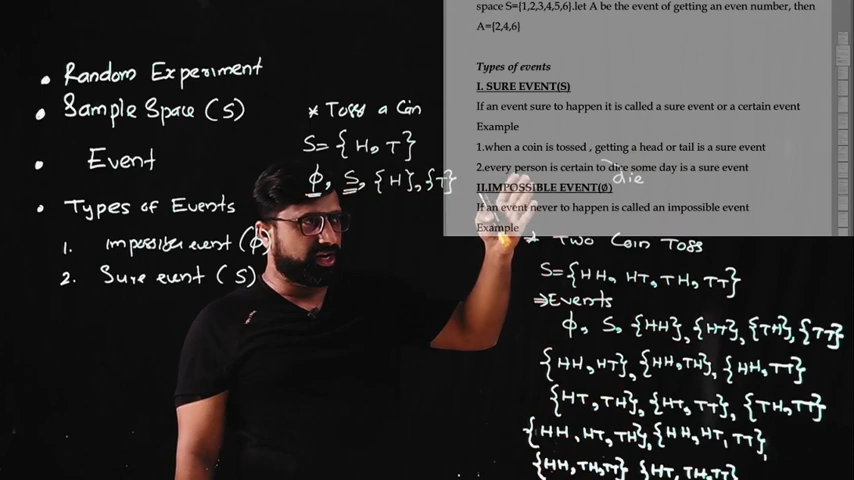 • Random Experiment
• Sample Space (S)
• Event
• Types of Events
1. Impossible event (ϕ)
2. Sure event (S)
* Toss a Coin
S= {H, T}
ϕ, S, {H}, {T}
space S={1,2,3,4,5,6}.let A be the event of getting an even number, then
A={2,4,6}
Types of events
I. SURE EVENT(S)
If an event sure to happen it is called a sure event or a certain event
Example
1.when a coin is tossed , getting a head or tail is a sure event
2.every person is certain to dire some day is a sure event
die
II.IMPOSSIBLE EVENT(∅)
If an event never to happen is called an impossible event
Example
* Two Coin Toss
S={HH, HT, TH, TT}
⇒Events
ϕ, S, {HH}, {HT}, {TH}, {TT}
{HH, HT}, {HH, TH}, {HH, TT}
{HT, TH}, {HT, TT}, {TH, TT}
{HH, HT, TH}, {HH, HT, TT},
{HH, TH, TT} {HT, TH, TT}